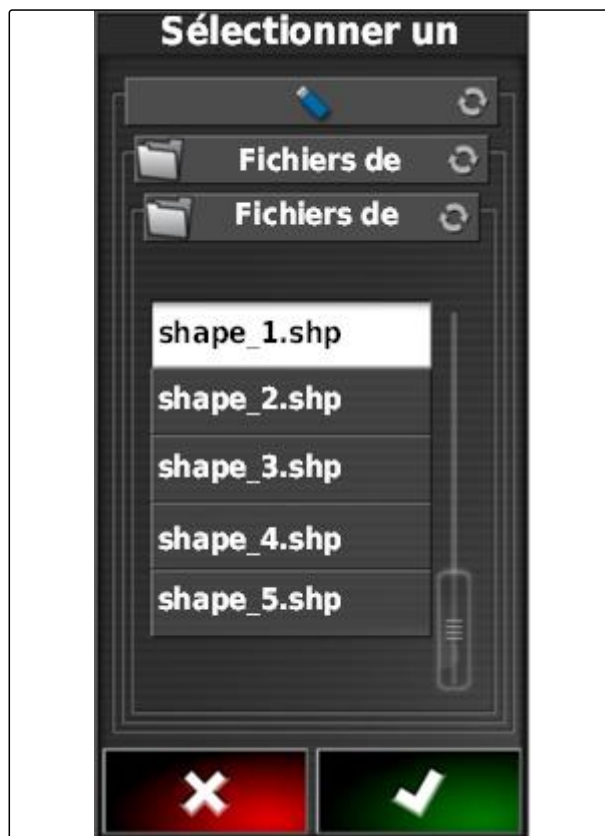 Sélectionner un
Fichiers de
Fichiers de
shape_1.shp
shape_2.shp
shape_3.shp
shape_4.shp
shape_5.shp